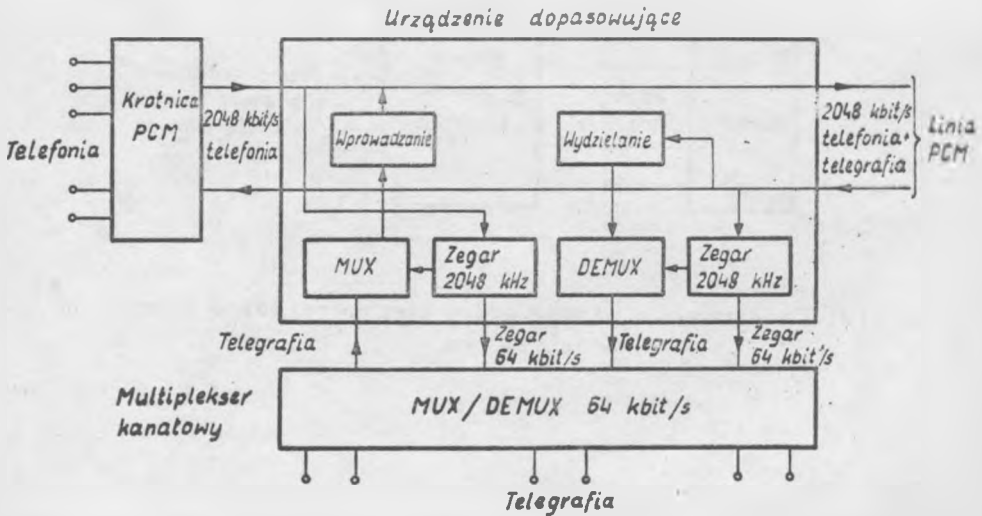 Urządzenie dopasowujące
Krotnica
PCM
Telefonia
2048 kbit/s
telefonia
Wprowadzanie
Wydzielanie
2048 kbit/s
telefonia+
telegrafia
Linia
PCM
MUX
Zegar
2048 kHz
DEMUX
Zegar
2048 kHz
Telegrafia
Zegar
64 kbit/s
Telegrafia
Zegar
64 kbit/s
Multiplekser
kanałowy
MUX / DEMUX 64 kbit/s
Telegrafia